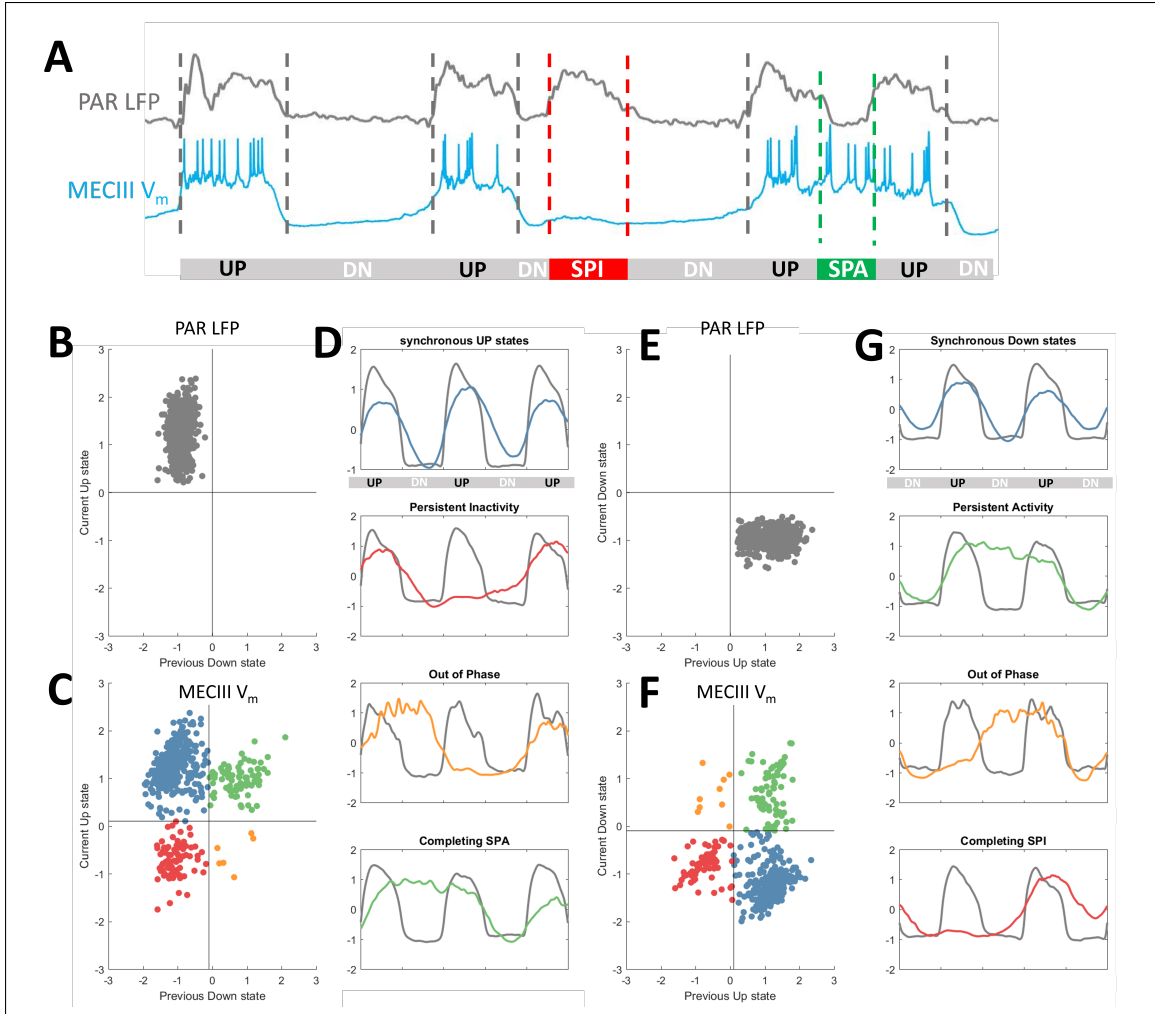 A
PAR LFP
MECIII Vm
UP DN UP DN SPI DN UP SPA UP DN
B
PAR LFP
3
2
1
0
-1
-2
-3
-3 -2 -1 0 1 2 3
Current Up state
Previous Down state
C
MECIII Vm
3
2
1
0
-1
-2
-3
-3 -2 -1 0 1 2 3
Current Up state
Previous Down state
D
synchronous UP states
2
1
0
-1
UP DN UP DN UP
Persistent Inactivity
2
1
0
-1
-2
Out of Phase
2
1
0
-1
-2
Completing SPA
2
1
0
-1
-2
E
PAR LFP
3
2
1
0
-1
-2
-3
-3 -2 -1 0 1 2 3
Current Down state
Previous Up state
F
MECIII Vm
3
2
1
0
-1
-2
-3
-3 -2 -1 0 1 2 3
Current Down state
Previous Up state
G
Synchronous Down states
2
1
0
-1
-2
DN UP DN UP DN
Persistent Activity
2
1
0
-1
-2
Out of Phase
2
1
0
-1
-2
Completing SPI
2
1
0
-1
-2